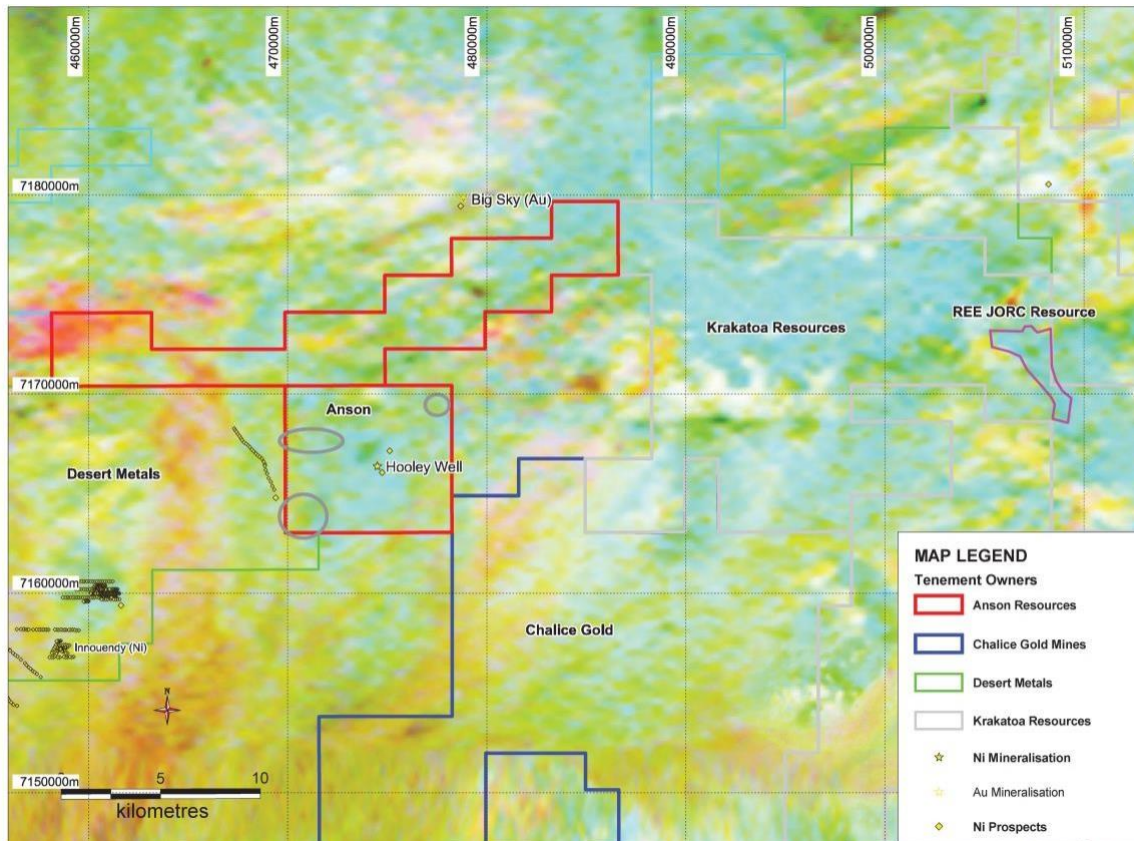 460000m
470000m
480000m
490000m
500000m
510000m
7180000m
Big Sky (Au)
Krakatoa Resources
REE JORC Resource
7170000m
Anson
Desert Metals
Hooley Well
7160000m
Innouendy (Ni)
Chalice Gold
N
7150000m
5 10
kilometres
MAP LEGEND
Tenement Owners
Anson Resources
Chalice Gold Mines
Desert Metals
Krakatoa Resources
Ni Mineralisation
Au Mineralisation
Ni Prospects